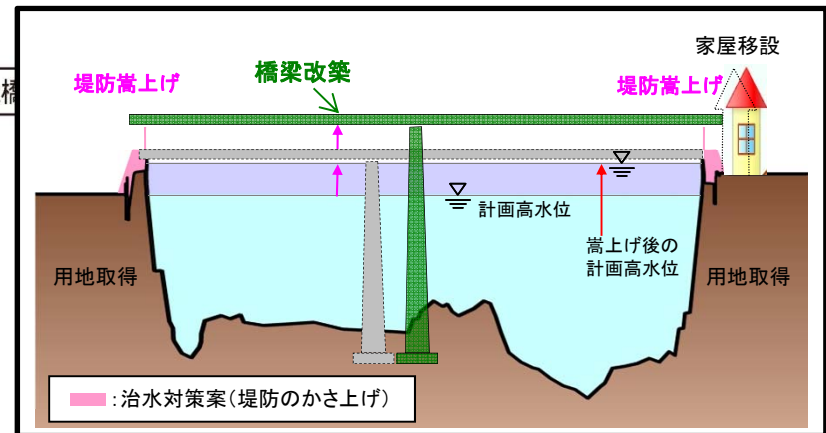 家屋移設
堤防嵩上げ
橋梁改築
堤防嵩上げ
橋
計画高水位
嵩上げ後の
計画高水位
用地取得
用地取得
:治水対策案(堤防のかさ上げ)